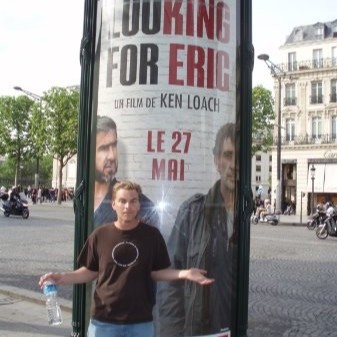 LOOKING
FOR ERIC
UN FILM DE KEN LOACH
LE 27
MAI